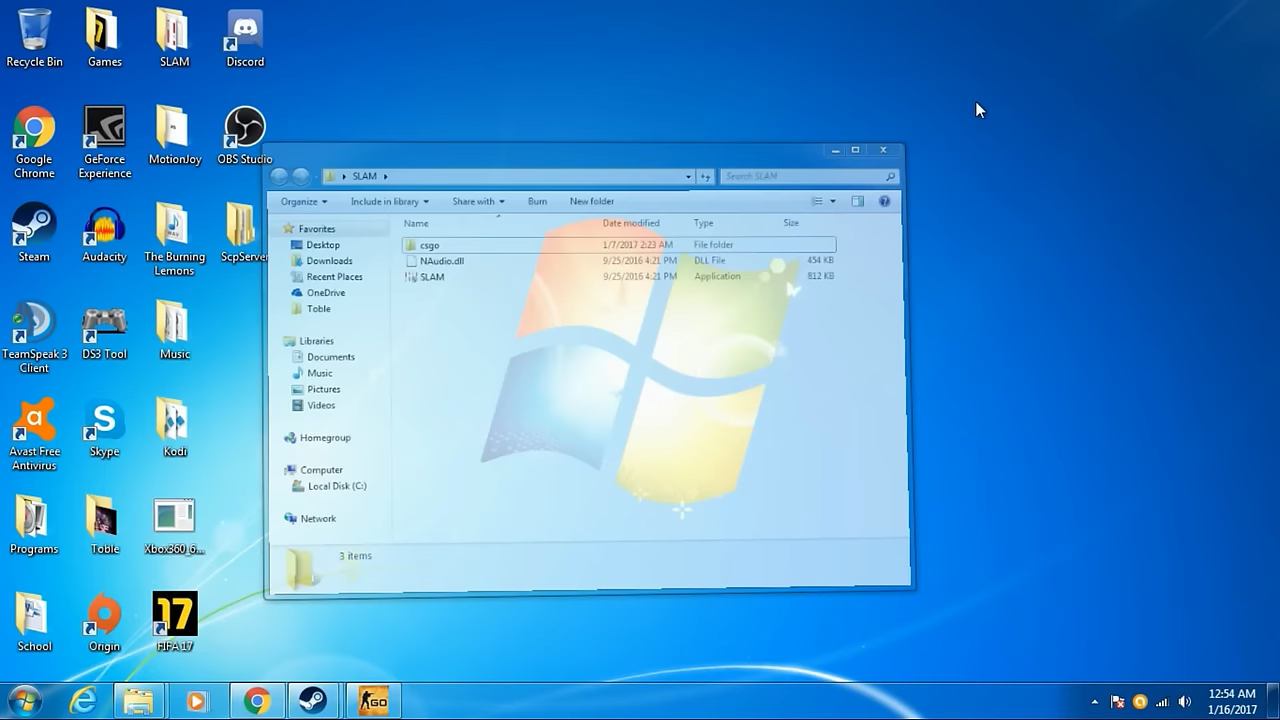 Recycle Bin
Games
SLAM
Discord
Google
Chrome
GeForce
Experience
MotionJoy
OBS Studio
Steam
Audacity
The Burning
Lemons
ScpServer
TeamSpeak 3
Client
DS3 Tool
Music
Avast Free
Antivirus
Skype
Kodi
Programs
Toble
Xbox360_6...
School
Origin
FIFA 17
17
SLAM
Search SLAM
Organize
Include in library
Share with
Burn
New folder
Favorites
Desktop
Downloads
Recent Places
OneDrive
Toble
Libraries
Documents
Music
Pictures
Videos
Homegroup
Computer
Local Disk (C:)
Network
Name Date modified Type Size
csgo 1/7/2017 2:23 AM File folder
NAudio.dll 9/25/2016 4:21 PM DLL File 454 KB
SLAM 9/25/2016 4:21 PM Application 812 KB
3 items
GO
12:54 AM
1/16/2017